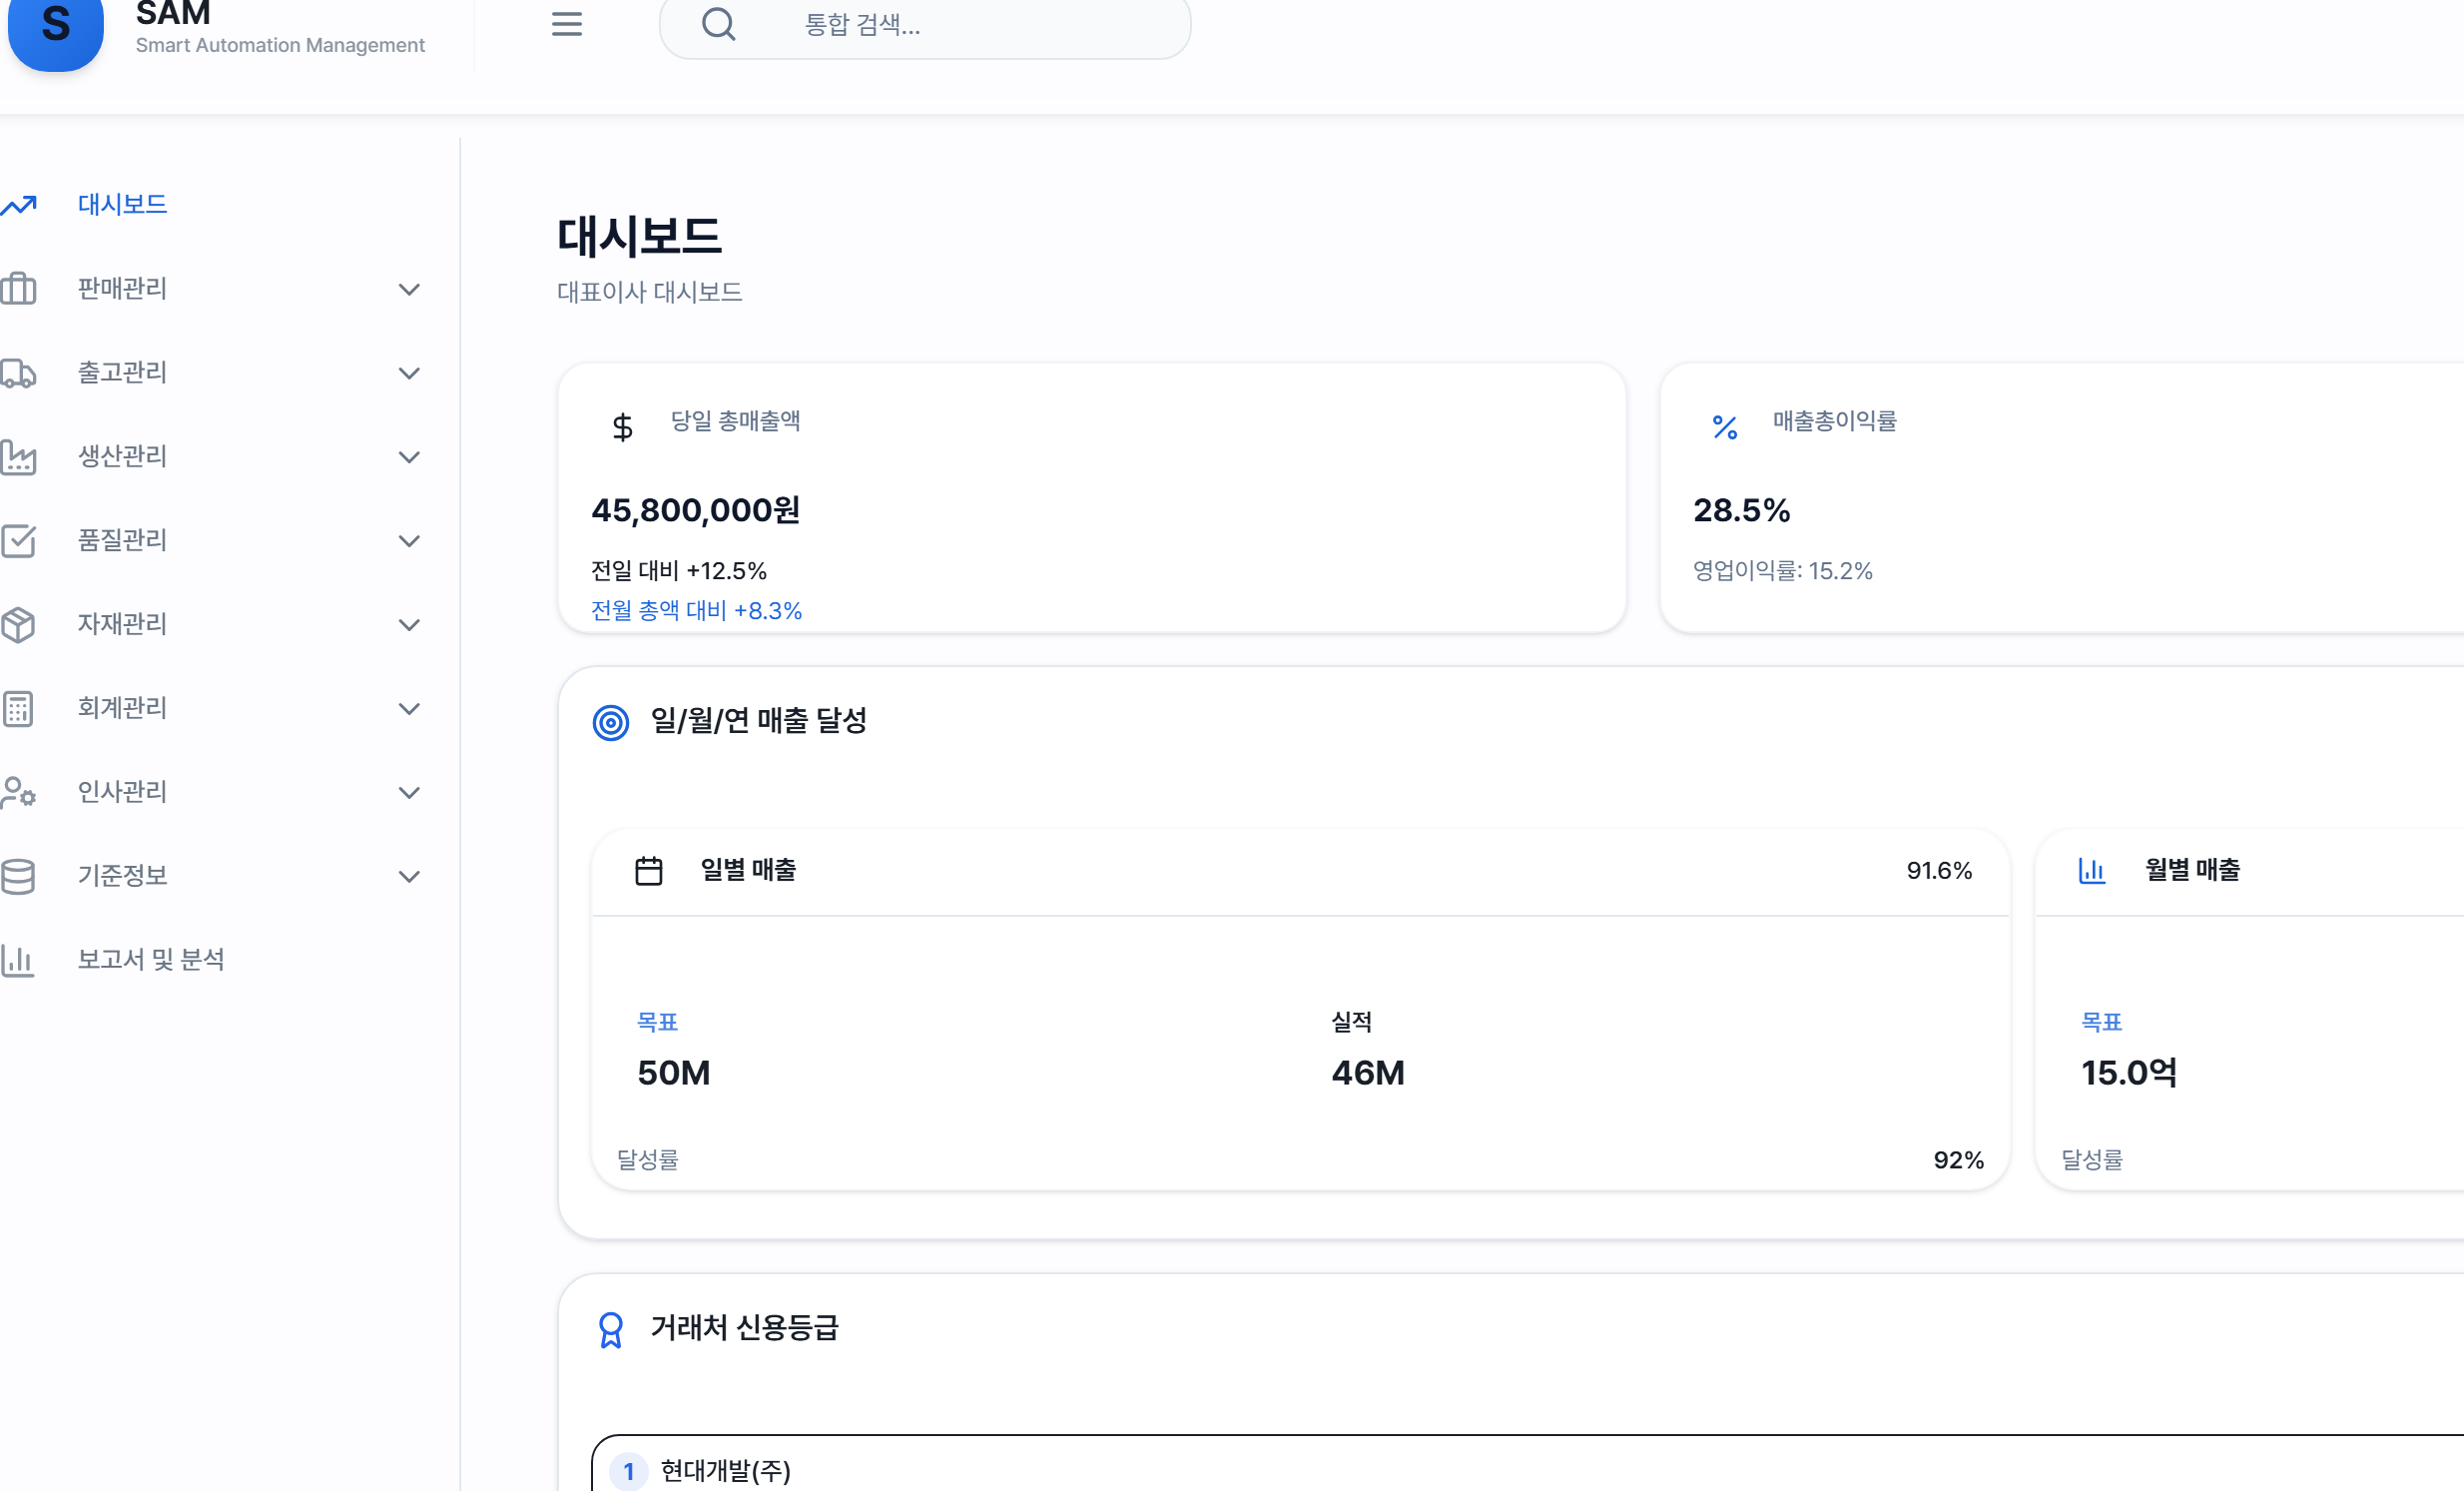 S
SAM
Smart Automation Management
통합 검색...
대시보드
판매관리
출고관리
생산관리
품질관리
자재관리
회계관리
인사관리
기준정보
보고서 및 분석
대시보드
대표이사 대시보드
당일 총매출액
45,800,000원
전일 대비 +12.5%
전월 총액 대비 +8.3%
매출총이익률
28.5%
영업이익률: 15.2%
일/월/연 매출 달성
일별 매출
91.6%
목표
50M
실적
46M
달성률
92%
월별 매출
목표
15.0억
달성률
거래처 신용등급
1
현대개발(주)